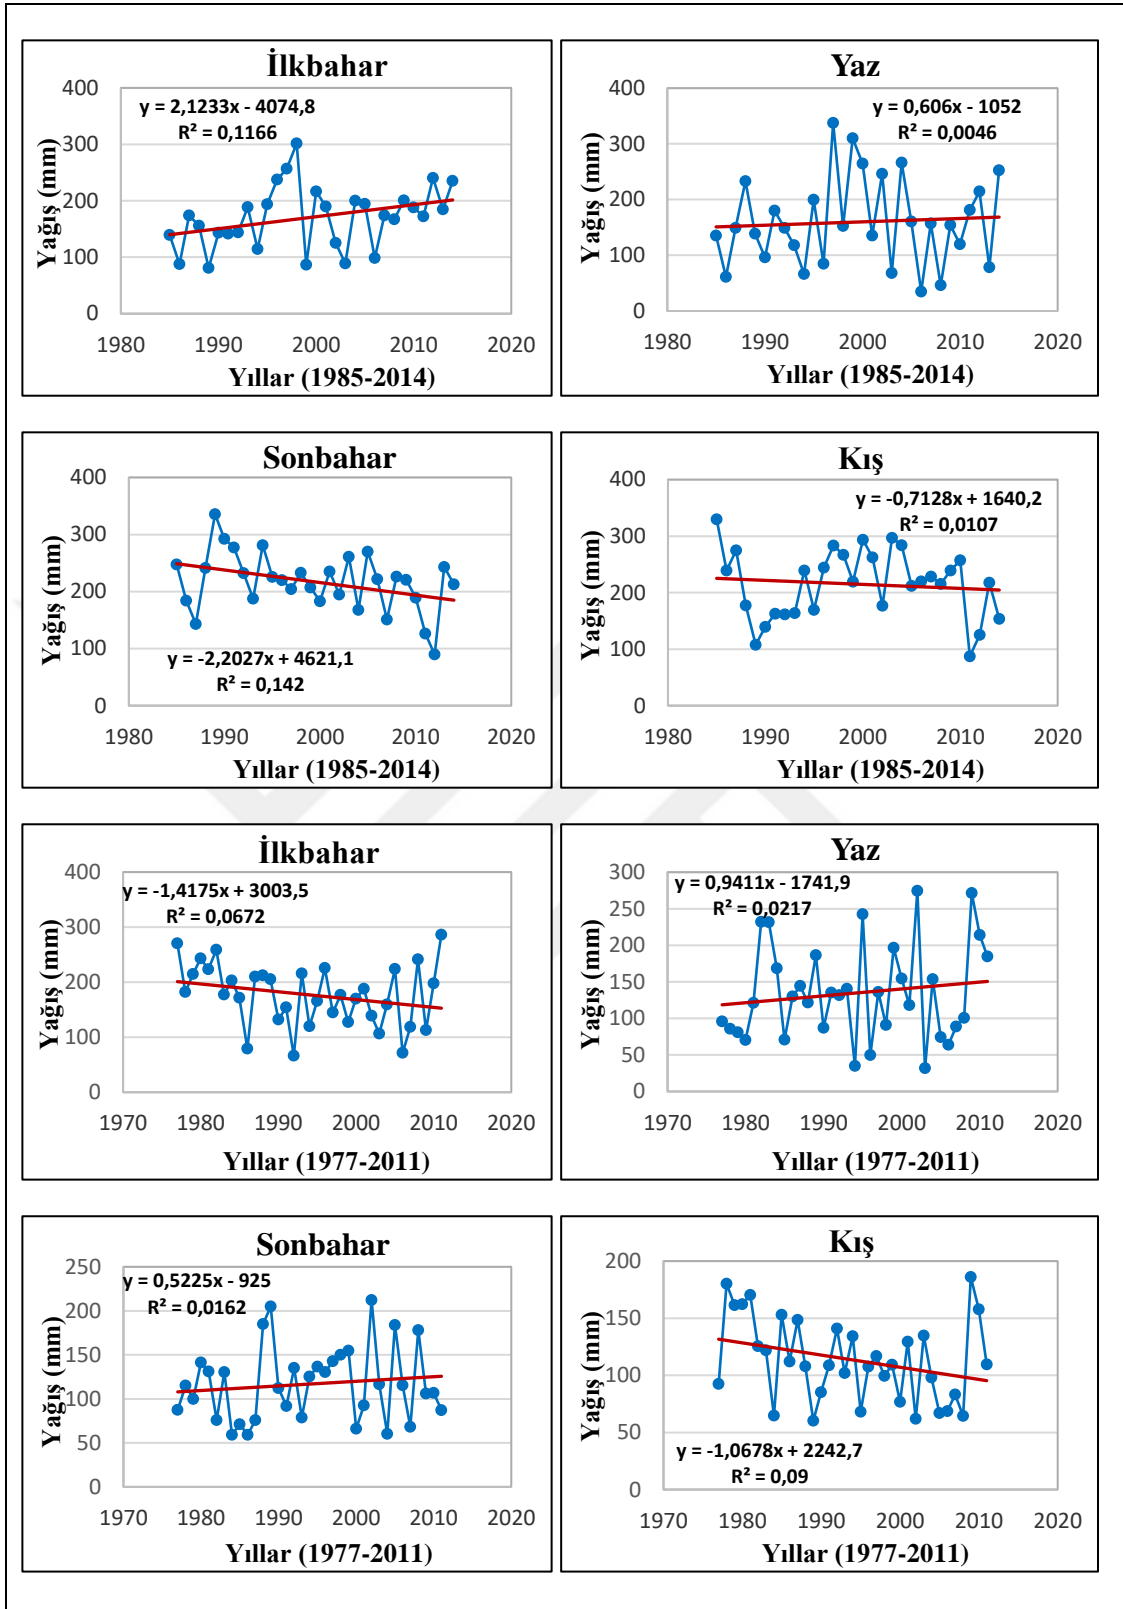 İlkbahar
y = 2,1233x - 4074,8
R² = 0,1166
Yağış (mm)
400
300
200
100
0
1980 1990 2000 2010 2020
Yıllar (1985-2014)
Yaz
y = 0,606x - 1052
R² = 0,0046
Yağış (mm)
400
300
200
100
0
1980 1990 2000 2010 2020
Yıllar (1985-2014)
Sonbahar
Yağış (mm)
400
300
200
100
0
y = -2,2027x + 4621,1
R² = 0,142
1980 1990 2000 2010 2020
Yıllar (1985-2014)
Kış
y = -0,7128x + 1640,2
R² = 0,0107
Yağış (mm)
400
300
200
100
0
1980 1990 2000 2010 2020
Yıllar (1985-2014)
İlkbahar
y = -1,4175x + 3003,5
R² = 0,0672
Yağış (mm)
400
300
200
100
0
1970 1980 1990 2000 2010 2020
Yıllar (1977-2011)
Yaz
y = 0,9411x - 1741,9
R² = 0,0217
Yağış (mm)
300
250
200
150
100
50
0
1970 1980 1990 2000 2010 2020
Yıllar (1977-2011)
Sonbahar
y = 0,5225x - 925
R² = 0,0162
Yağış (mm)
250
200
150
100
50
0
1970 1980 1990 2000 2010 2020
Yıllar (1977-2011)
Kış
Yağış (mm)
200
150
100
50
0
y = -1,0678x + 2242,7
R² = 0,09
1970 1980 1990 2000 2010 2020
Yıllar (1977-2011)